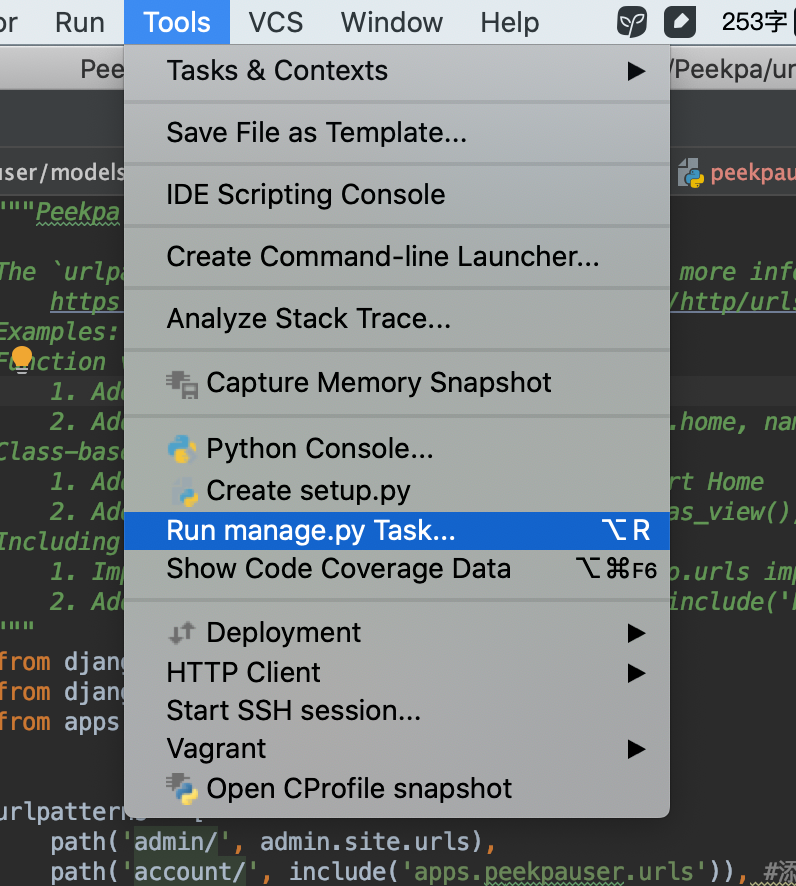 or Run Tools VCS Window Help 253字
Pee /Peekpa/ur
Tasks & Contexts
Save File as Template...
user/models peekpau
IDE Scripting Console
"""Peekpa
Create Command-line Launcher...
The `urlpa more info
https /http/urls
Analyze Stack Trace...
Examples:
Function v
Capture Memory Snapshot
1. Add
2. Add .home, nam
Python Console...
Class-base
1. Add rt Home
Create setup.py
2. Add as_view(),
Run manage.py Task... ⌥R
Including
Show Code Coverage Data ⌥⌘F6
1. Imp o.urls imp
2. Add include('b
"""
Deployment
from djang
HTTP Client
from djang
Start SSH session...
from apps
Vagrant
Open CProfile snapshot
urlpatterns = [
path('admin/', admin.site.urls),
path('account/', include('apps.peekpauser.urls')), #添